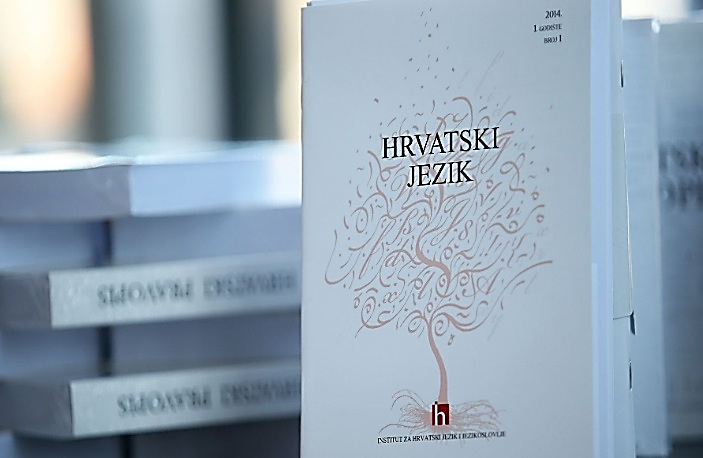 2014.
1. GODIŠTE
BROJ 1
HRVATSKI
JEZIK
h
INSTITUT ZA HRVATSKI JEZIK I JEZIKOSLOVLJE
HRVATSKI PRAVOPIS
HRVATSKI PRAVOPIS